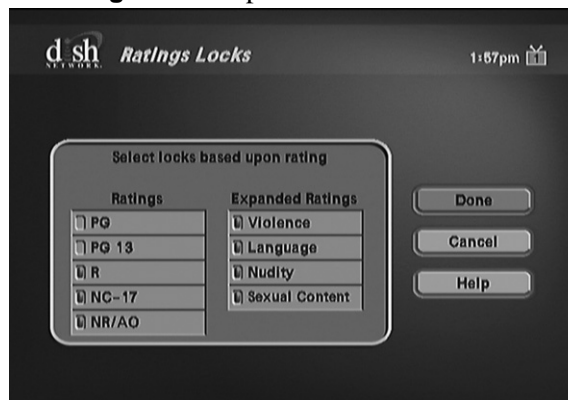 dish
NETWORK.
Ratings Locks
1:57pm
1
Select locks based upon rating
Ratings
PG
PG 13
R
NC-17
NR/AO
Expanded Ratings
Violence
Language
Nudity
Sexual Content
Done
Cancel
Help